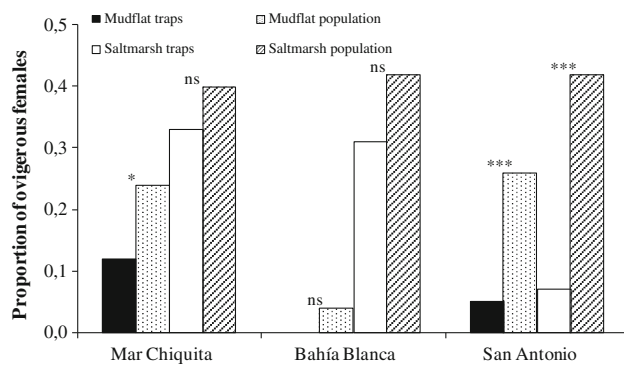 0,5
Mudflat traps Mudflat population
Saltmarsh traps Saltmarsh population
0,4
0,3
0,2
0,1
0,0
Proportion of ovigerous females
* ns
ns ns
*** ***
Mar Chiquita Bahía Blanca San Antonio